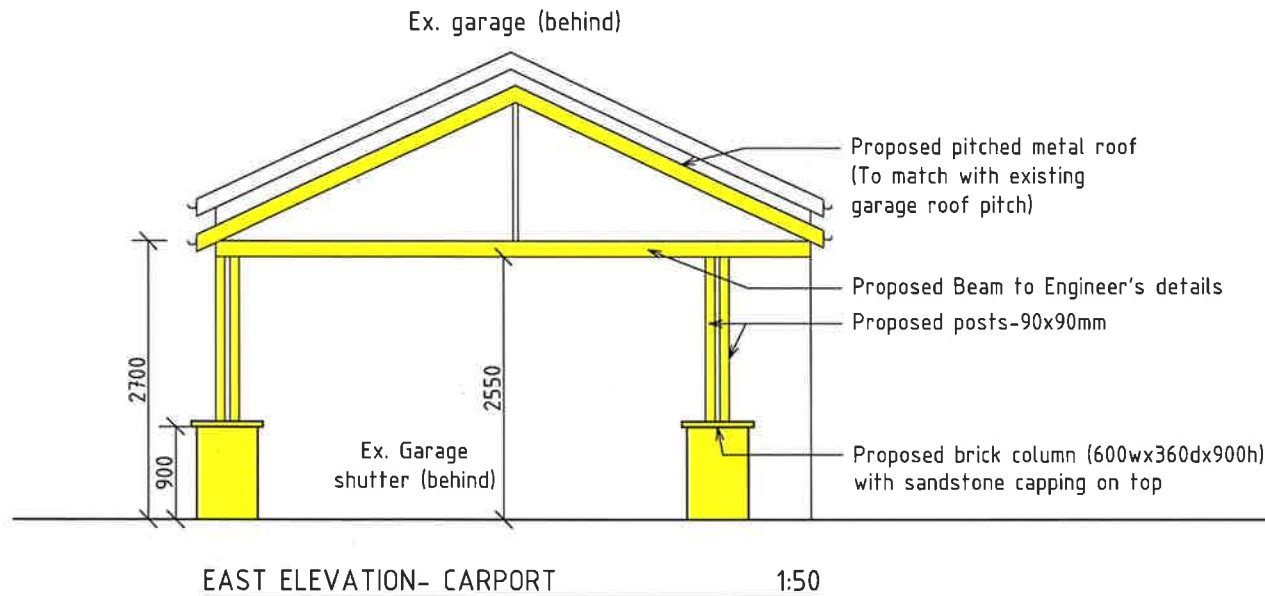 Ex. garage (behind)
Proposed pitched metal roof
(To match with existing
garage roof pitch)
Proposed Beam to Engineer's details
Proposed posts-90x90mm
2700
2550
900
Ex. Garage
shutter (behind)
Proposed brick column (600wx360dx900h)
with sandstone capping on top
EAST ELEVATION- CARPORT 1:50